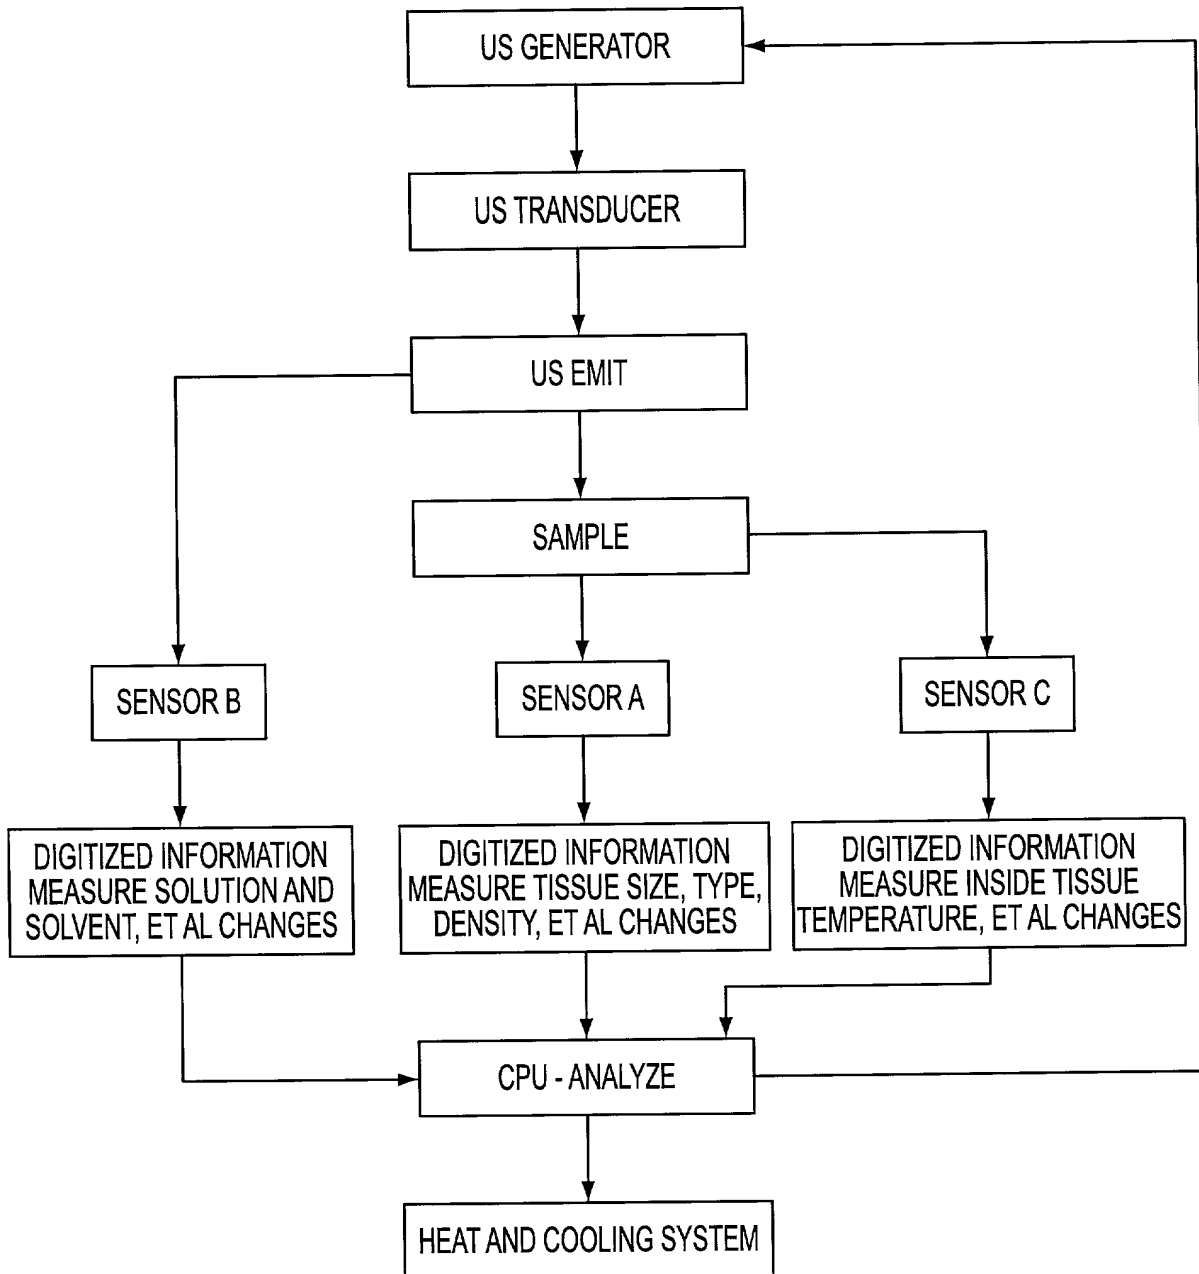 US GENERATOR
US TRANSDUCER
US EMIT
SAMPLE
SENSOR B
SENSOR A
SENSOR C
DIGITIZED INFORMATION
MEASURE SOLUTION AND
SOLVENT, ET AL CHANGES
DIGITIZED INFORMATION
MEASURE TISSUE SIZE, TYPE,
DENSITY, ET AL CHANGES
DIGITIZED INFORMATION
MEASURE INSIDE TISSUE
TEMPERATURE, ET AL CHANGES
CPU - ANALYZE
HEAT AND COOLING SYSTEM